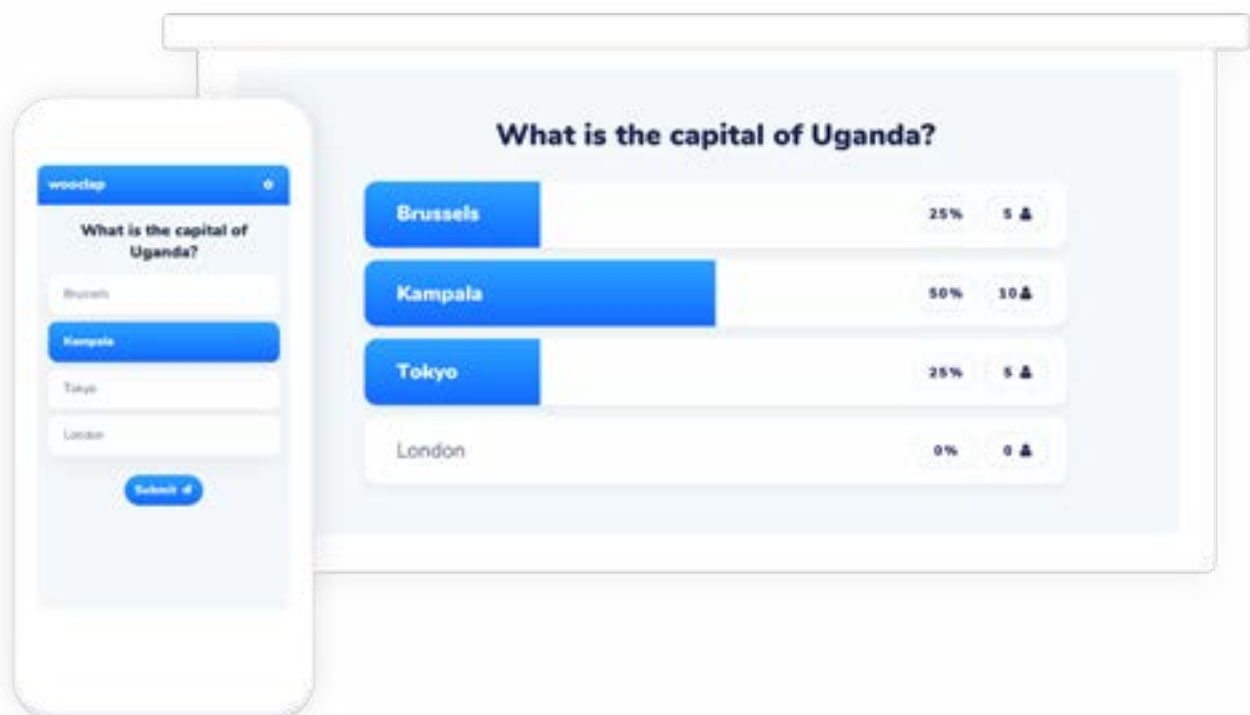 What is the capital of Uganda?
Brussels 25% 5
Kampala 50% 10
Tokyo 25% 5
London 0% 0
wooclap
What is the capital of
Uganda?
Brussels
Kampala
Tokyo
London
Submit